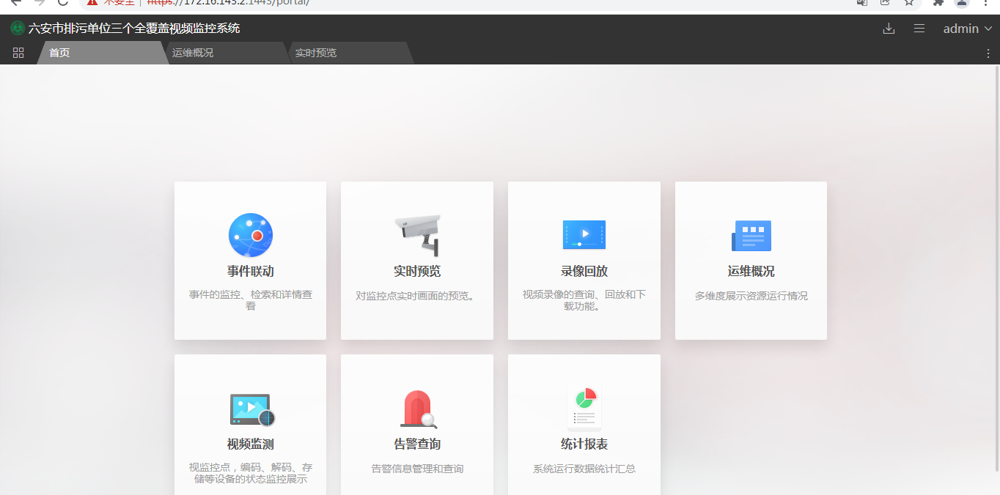 不安全 https://172.16.143.2:1443/portal/
六安市排污单位三个全覆盖视频监控系统
admin
首页 运维概况 实时预览
事件联动 实时预览 录像回放 运维概况
事件的监控、检索和详情查看
对监控点实时画面的预览。
视频录像的查询、回放和下载功能。
多维度展示资源运行情况
视频监测 告警查询 统计报表
视监控点，编码、解码、存储等设备的状态监控展示
告警信息管理和查询
系统运行数据统计汇总